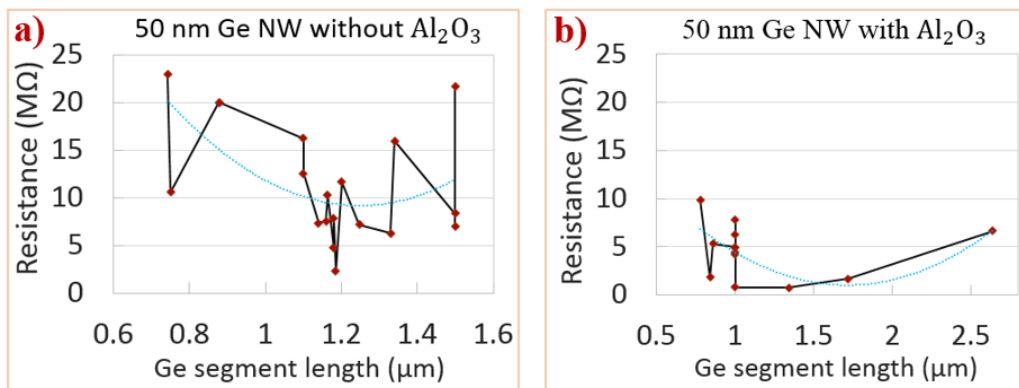 a) 50 nm Ge NW without Al₂O₃
25
20
15
10
5
0
Resistance (MΩ)
0.6 0.8 1 1.2 1.4 1.6
Ge segment length (µm)
b) 50 nm Ge NW with Al₂O₃
25
20
15
10
5
0
Resistance (MΩ)
0.5 1 1.5 2 2.5
Ge segment length (µm)